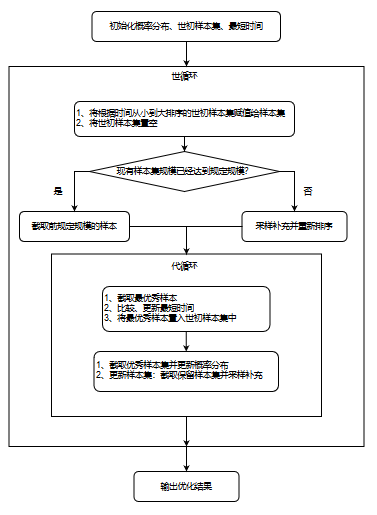 初始化概率分布、世初样本集、最短时间
世循环
1、将根据时间从小到大排序的世初样本集赋值给样本集
2、将世初样本集置空
现有样本集规模已经达到规定规模?
是
否
截取前规定规模的样本
采样补充并重新排序
代循环
1、截取最优秀样本
2、比较、更新最短时间
3、将最优秀样本置入世初样本集中
1、截取优秀样本集并更新概率分布
2、更新样本集：截取保留样本集并采样补充
输出优化结果